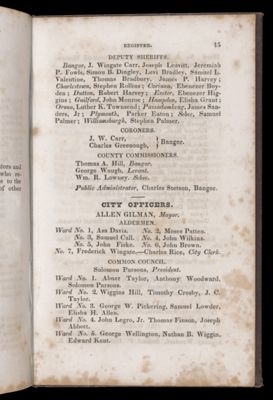 REGISTER. 45
DEPUTY SHERIFFS.
Bangor, J. Wingate Carr, Joseph Leavitt, Jeremiah
P. Fowls, Simon B. Dingley, Levi Bradley, Samuel L.
Valentine, Thomas Bradbury, James P. Harvey;
Charlestown, Stephen Rollins; Corinna, Ebenezer Boy-
den; Dutton, Robert Harvey; Exeter, Ebenezer Hig-
gins; Guilford, John Monroe; Hampden, Elisha Grant;
Orono, Luther K. Townsend; Passadumkeag, James San-
ders, Jr.; Plymouth, Parker Eaton; Sebec, Samuel
Palmer; Williamsburgh, Stephen Palmer.
CORONERS.
J. W. Carr,
Charles Greenough, } Bangor.
COUNTY COMMISSIONERS.
Thomas A. Hill, Bangor.
George Waugh, Levant.
Wm. R. Lowney. Sebec.
Public Administrator, Charles Stetson, Bangor.
CITY OFFICERS.
ALLEN GILMAN, Mayor.
ALDERMEN.
Ward No. 1, Asa Davis. No. 2, Moses Patten.
No. 3, Samuel Call. No. 4, John Wilkins.
No. 5, John Fiske. No. 6, John Brown.
No. 7, Frederick Wingate.—Charles Rice, City Clerk.
COMMON COUNCIL.
Solomon Parsons, President.
Ward No. 1. Abner Taylor, Anthony Woodward,
Solomon Parsons.
Ward No. 2. Wiggins Hill, Timothy Crosby, J. C.
Taylor.
Ward No. 3. George W. Pickering, Samuel Lowder,
Elisha H. Allen.
Ward No. 4. John Legro, Jr. Thomas Finson, Joseph
Abbott.
Ward No. 5. George Wellington, Nathan B. Wiggin,
Edward Kent.